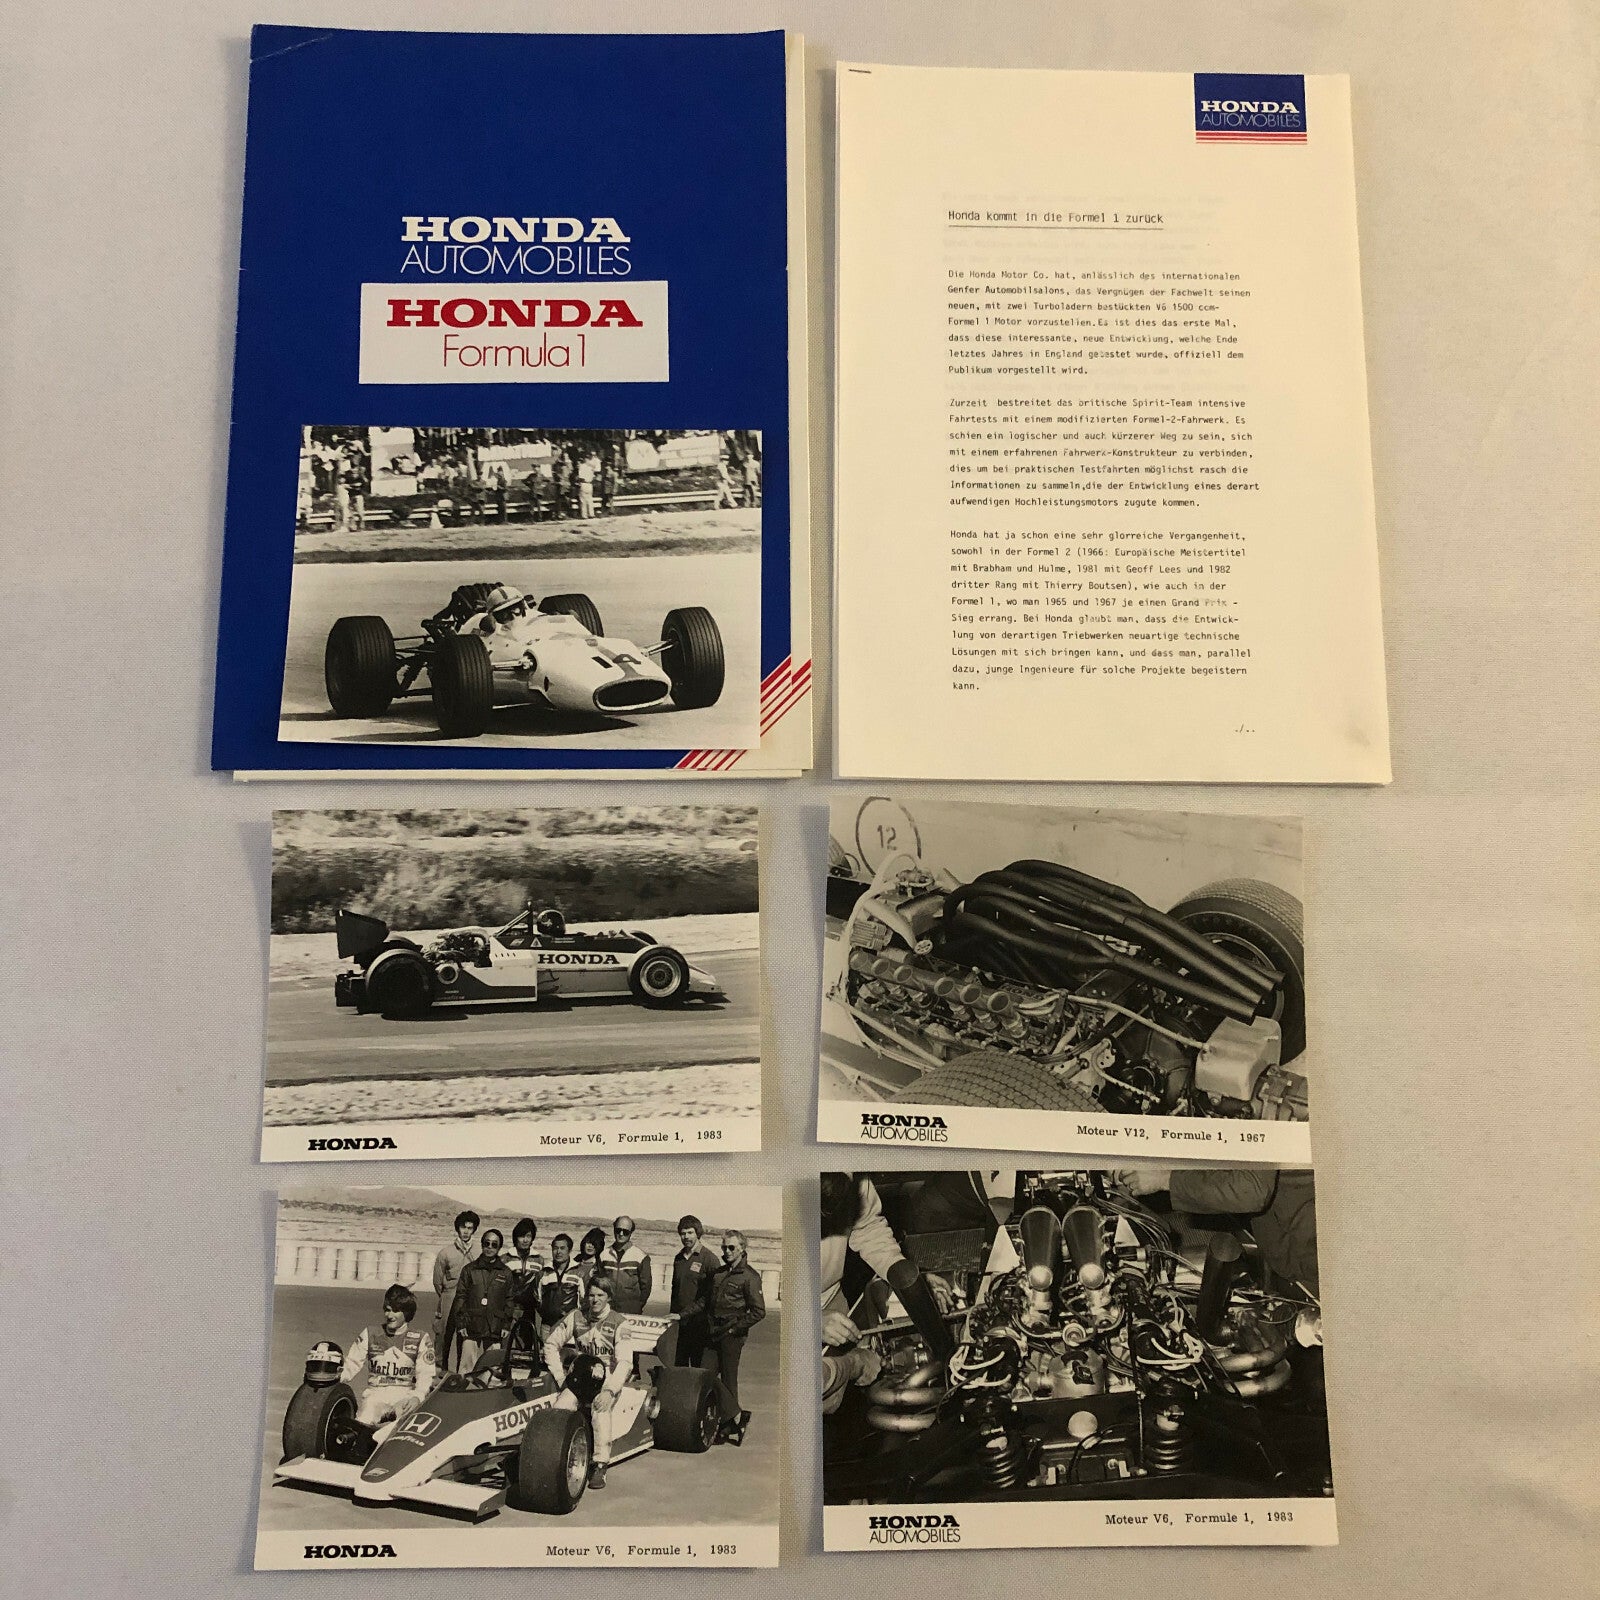 HONDA
AUTOMOBILES
HONDA
Formula 1
14
HONDA
AUTOMOBILES
Honda kommt in die Formel 1 zurück
Die Honda Motor Co. hat, anlässlich des internationalen
Genfer Automobilsalons, das Vergnügen der Fachwelt seinen
neuen, mit zwei Turboladern bestückten V6 1500 ccm-
Formel 1 Motor vorzustellen.Es ist dies das erste Mal,
dass diese interessante, neue Entwicklung, welche Ende
letztes Jahres in England getestet wurde, offiziell dem
Publikum vorgestellt wird.
Zurzeit bestreitet das britische Spirit-Team intensive
Fahrtests mit einem modifizierten Formel-2-Fahrwerk. Es
schien ein logischer und auch kürzerer Weg zu sein, sich
mit einem erfahrenen Fahrwerk-Konstrukteur zu verbinden,
dies um bei praktischen Testfahrten möglichst rasch die
Informationen zu sammeln,die der Entwicklung eines derart
aufwendigen Hochleistungsmotors zugute kommen.
Honda hat ja schon eine sehr glorreiche Vergangenheit,
sowohl in der Formel 2 (1966: Europäische Meistertitel
mit Brabham und Hulme, 1981 mit Geoff Lees und 1982
dritter Rang mit Thierry Boutsen), wie auch in der
Formel 1, wo man 1965 und 1967 je einen Grand Prix -
Sieg errang. Bei Honda glaubt man, dass die Entwick-
lung von derartigen Triebwerken neuartige technische
Lösungen mit sich bringen kann, und dass man, parallel
dazu, junge Ingenieure für solche Projekte begeistern
kann.
./..
HONDA
HONDA
Moteur V6, Formule 1, 1983
12
HONDA
AUTOMOBILES
Moteur V12, Formule 1, 1967
HONDA
Marlboro
Marlboro
HONDA
HONDA
Moteur V6, Formule 1, 1983
HONDA
AUTOMOBILES
Moteur V6, Formule 1, 1983